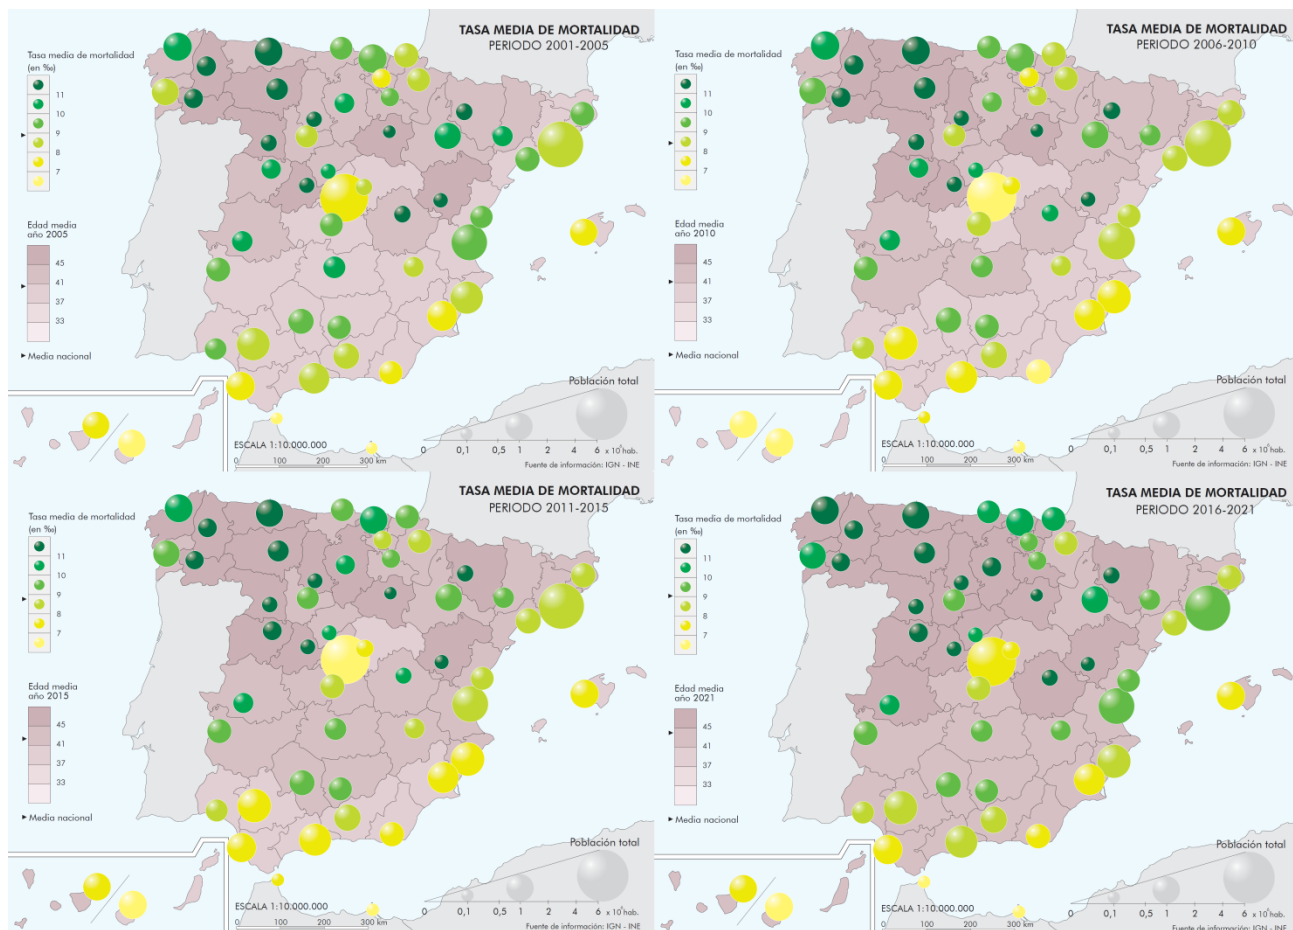 TASA MEDIA DE MORTALIDAD
PERIODO 2001-2005
Tasa media de mortalidad
(en ‰)
11
10
9
8
7
Edad media
año 2005
45
41
37
33
Media nacional
Población total
ESCALA 1:10.000.000
0 100 200 300 km
0 0,1 0,5 1 2 4 6 x 10⁶ hab.
Fuente de información: IGN - INE
TASA MEDIA DE MORTALIDAD
PERIODO 2006-2010
Tasa media de mortalidad
(en ‰)
11
10
9
8
7
Edad media
año 2010
45
41
37
33
Media nacional
Población total
ESCALA 1:10.000.000
0 100 200 300 km
0 0,1 0,5 1 2 4 6 x 10⁶ hab.
Fuente de información: IGN - INE
TASA MEDIA DE MORTALIDAD
PERIODO 2011-2015
Tasa media de mortalidad
(en ‰)
11
10
9
8
7
Edad media
año 2015
45
41
37
33
Media nacional
Población total
ESCALA 1:10.000.000
0 100 200 300 km
0 0,1 0,5 1 2 4 6 x 10⁶ hab.
Fuente de información: IGN - INE
TASA MEDIA DE MORTALIDAD
PERIODO 2016-2021
Tasa media de mortalidad
(en ‰)
11
10
9
8
7
Edad media
año 2021
45
41
37
33
Media nacional
Población total
ESCALA 1:10.000.000
0 100 200 300 km
0 0,1 0,5 1 2 4 6 x 10⁶ hab.
Fuente de información: IGN - INE